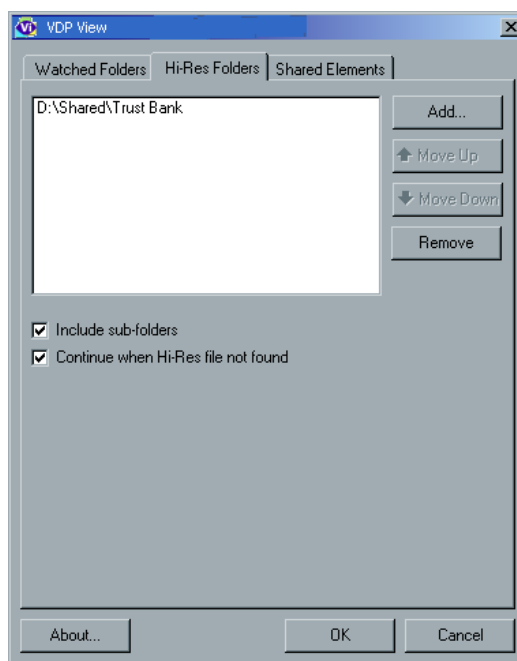 Vi VDP View
Watched Folders Hi-Res Folders Shared Elements
D:\Shared\Trust Bank
Add...
Move Up
Move Down
Remove
Include sub-folders
Continue when Hi-Res file not found
About... OK Cancel